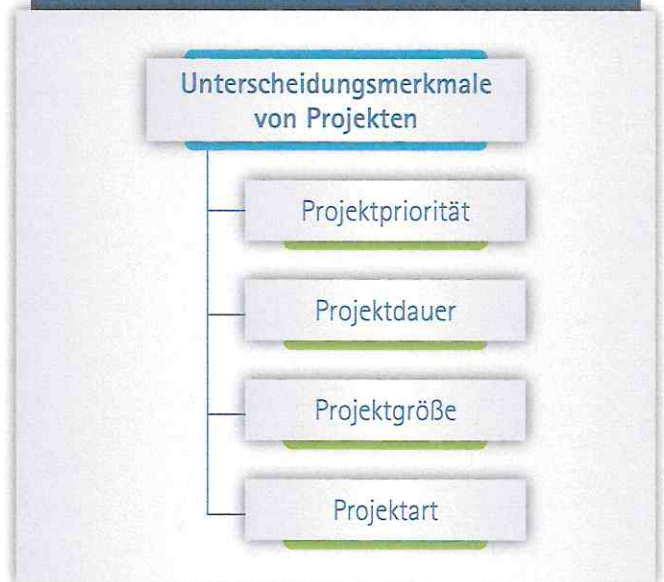 Unterscheidungsmerkmale
von Projekten
Projektpriorität
Projektdauer
Projektgröße
Projektart